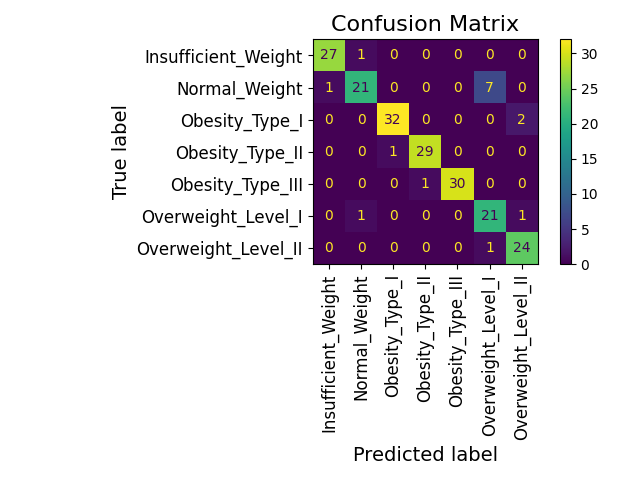 Confusion Matrix
True label
Insufficient_Weight 27 1 0 0 0 0 0
Normal_Weight 1 21 0 0 0 7 0
Obesity_Type_I 0 0 32 0 0 0 2
Obesity_Type_II 0 0 1 29 0 0 0
Obesity_Type_III 0 0 0 1 30 0 0
Overweight_Level_I 0 1 0 0 0 21 1
Overweight_Level_II 0 0 0 0 0 1 24
Insufficient_Weight
Normal_Weight
Obesity_Type_I
Obesity_Type_II
Obesity_Type_III
Overweight_Level_I
Overweight_Level_II
Predicted label
30
25
20
15
10
5
0